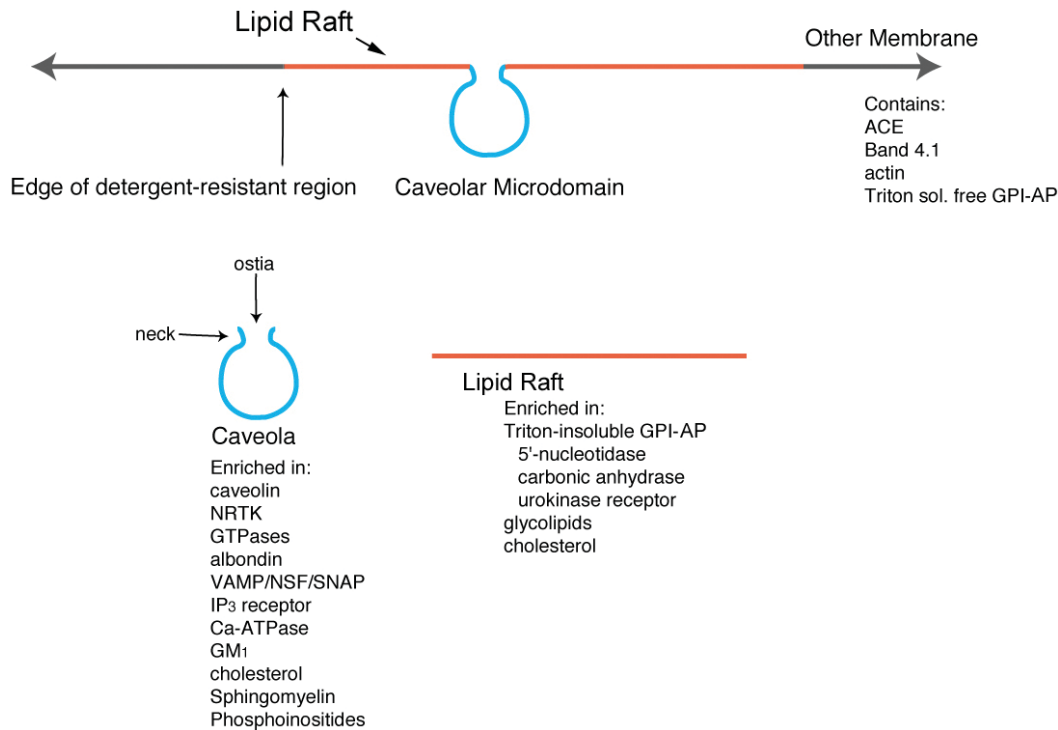 Lipid Raft
Other Membrane
Contains:
ACE
Band 4.1
actin
Triton sol. free GPI-AP
Edge of detergent-resistant region
Caveolar Microdomain
ostia
neck
Caveola
Enriched in:
caveolin
NRTK
GTPases
albondin
VAMP/NSF/SNAP
IP3 receptor
Ca-ATPase
GM1
cholesterol
Sphingomyelin
Phosphoinositides
Lipid Raft
Enriched in:
Triton-insoluble GPI-AP
5'-nucleotidase
carbonic anhydrase
urokinase receptor
glycolipids
cholesterol